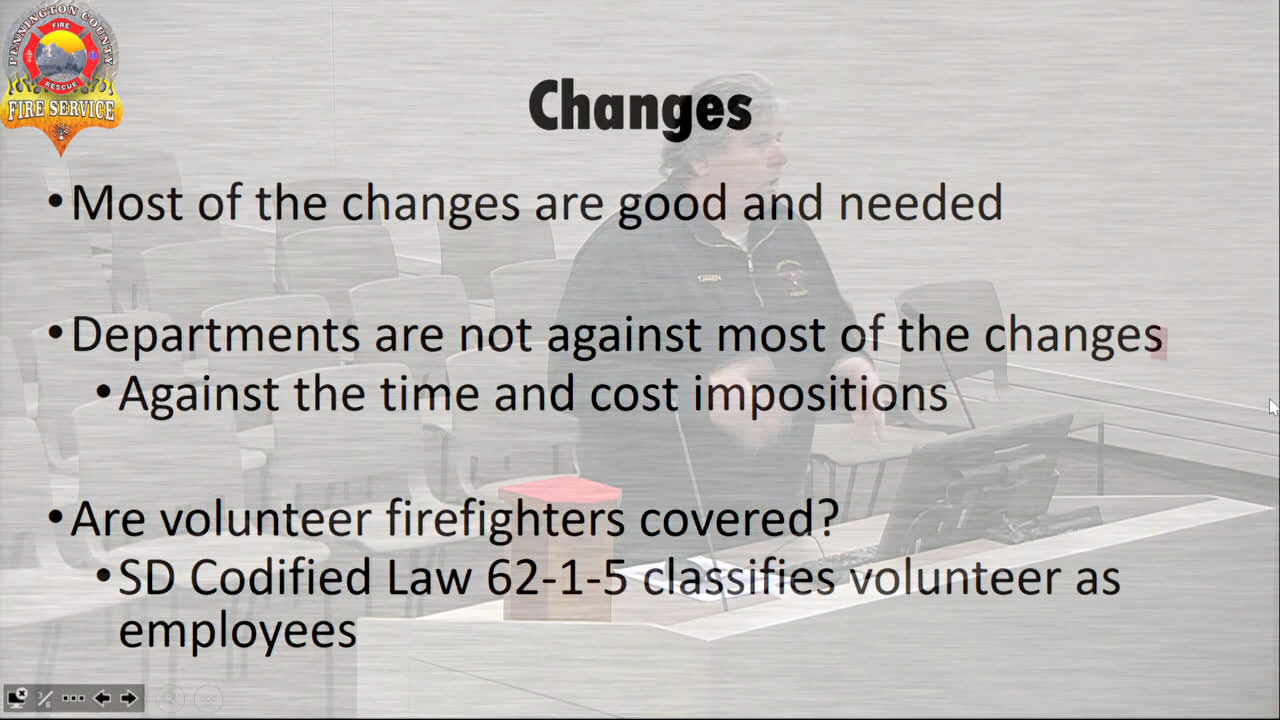 PENNINGTON COUNTY
FIRE
RESCUE
FIRE SERVICE
Changes
•Most of the changes are good and needed
•Departments are not against most of the changes
•Against the time and cost impositions
•Are volunteer firefighters covered?
•SD Codified Law 62-1-5 classifies volunteer as
employees